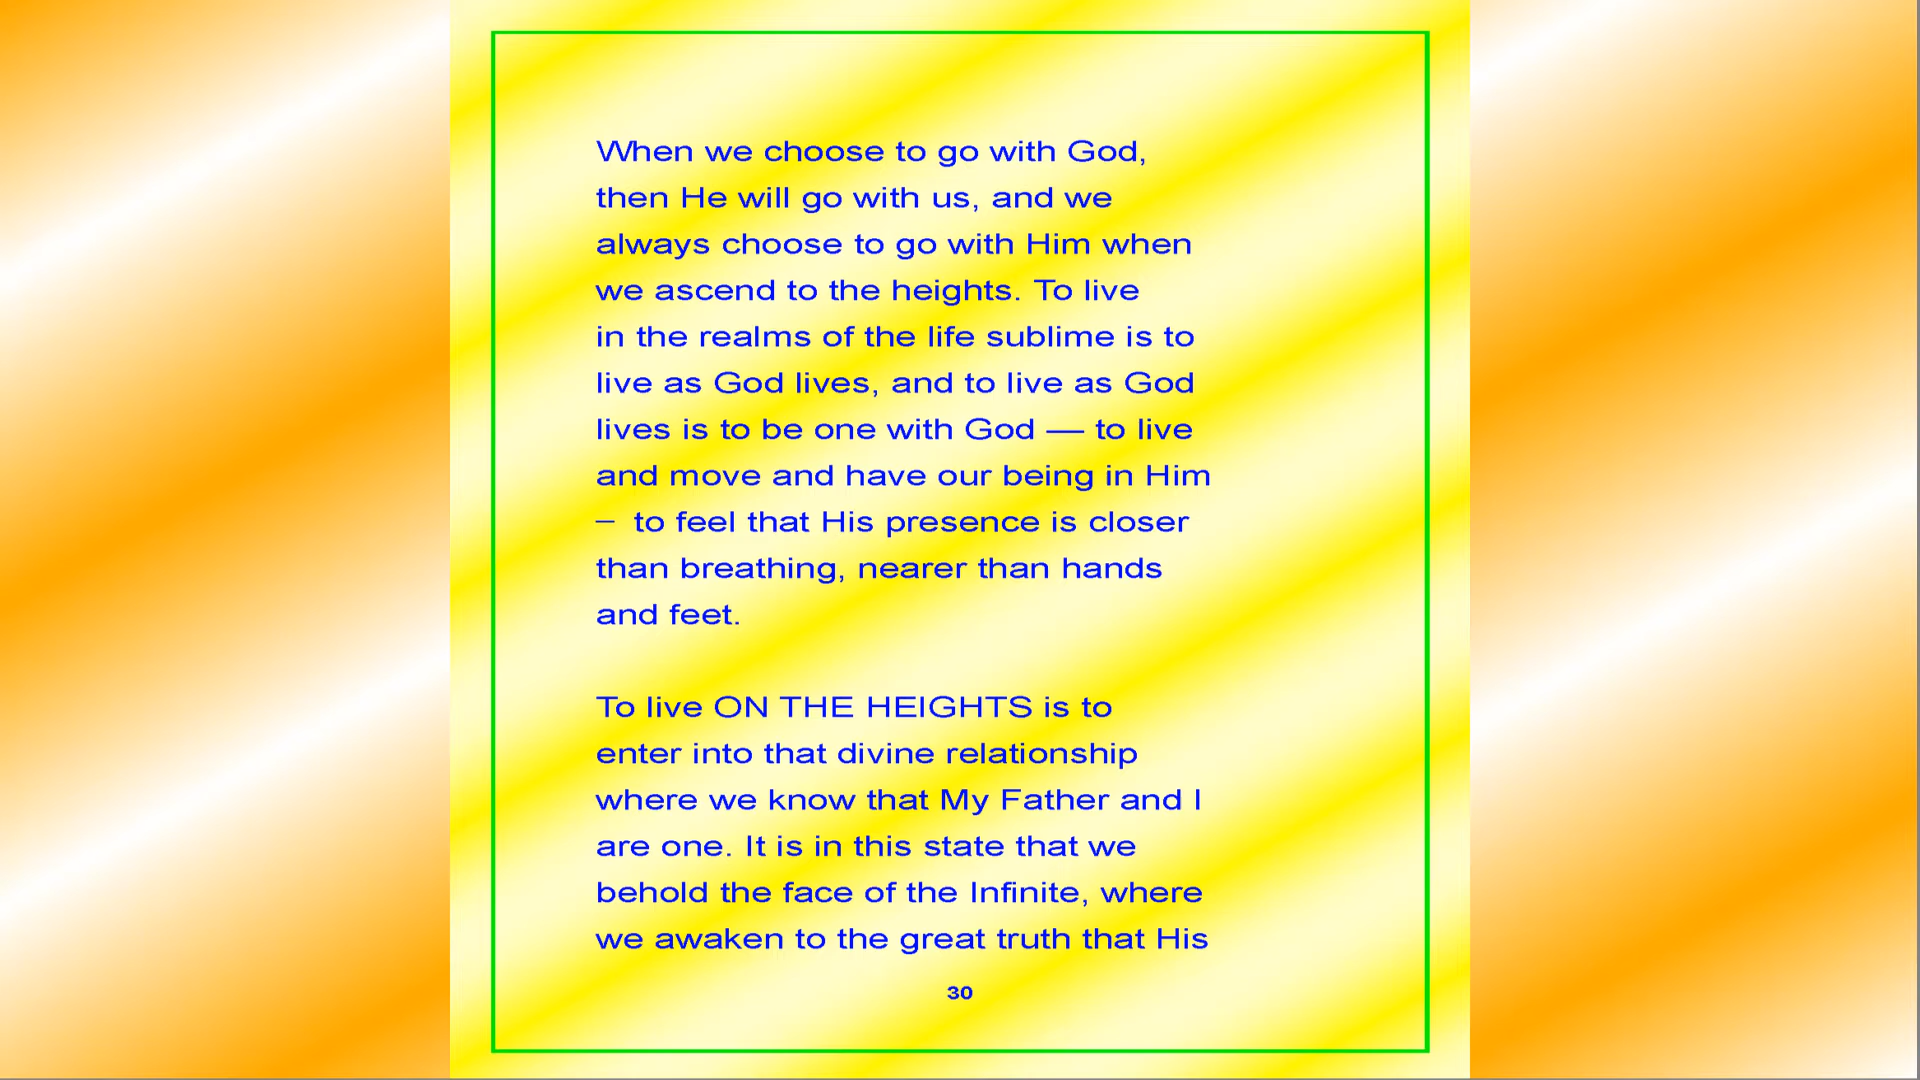 When we choose to go with God,
then He will go with us, and we
always choose to go with Him when
we ascend to the heights. To live
in the realms of the life sublime is to
live as God lives, and to live as God
lives is to be one with God — to live
and move and have our being in Him
– to feel that His presence is closer
than breathing, nearer than hands
and feet.
To live ON THE HEIGHTS is to
enter into that divine relationship
where we know that My Father and I
are one. It is in this state that we
behold the face of the Infinite, where
we awaken to the great truth that His
30